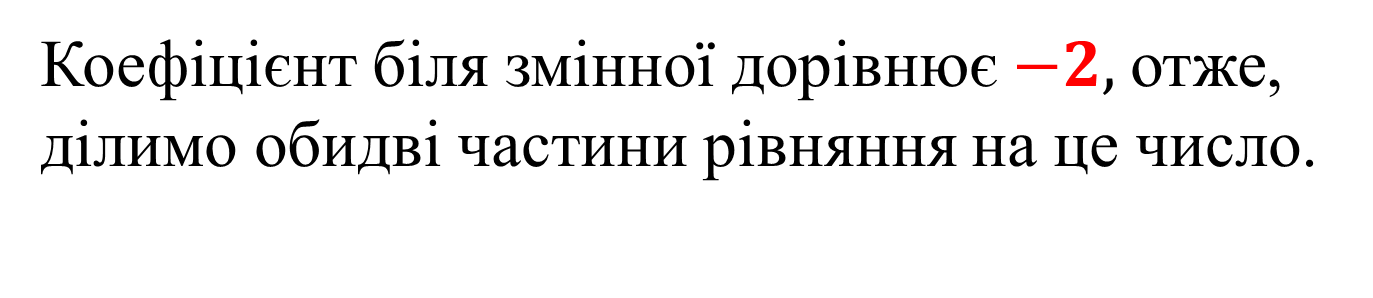 Коефіцієнт біля змінної дорівнює −2, отже,
ділимо обидві частини рівняння на це число.